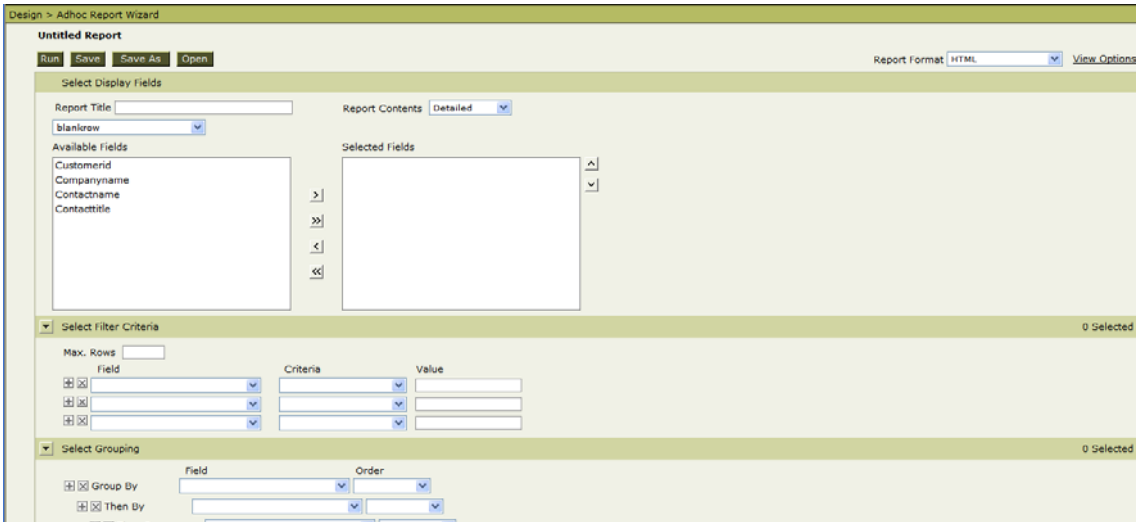 Design > Adhoc Report Wizard
Untitled Report
Run Save Save As Open Report Format HTML View Options
Select Display Fields
Report Title Report Contents Detailed
blankrow
Available Fields Selected Fields
Customerid
Companyname
Contactname
Contacttitle
Select Filter Criteria 0 Selected
Max. Rows
Field Criteria Value
Select Grouping 0 Selected
Field Order
Group By
Then By